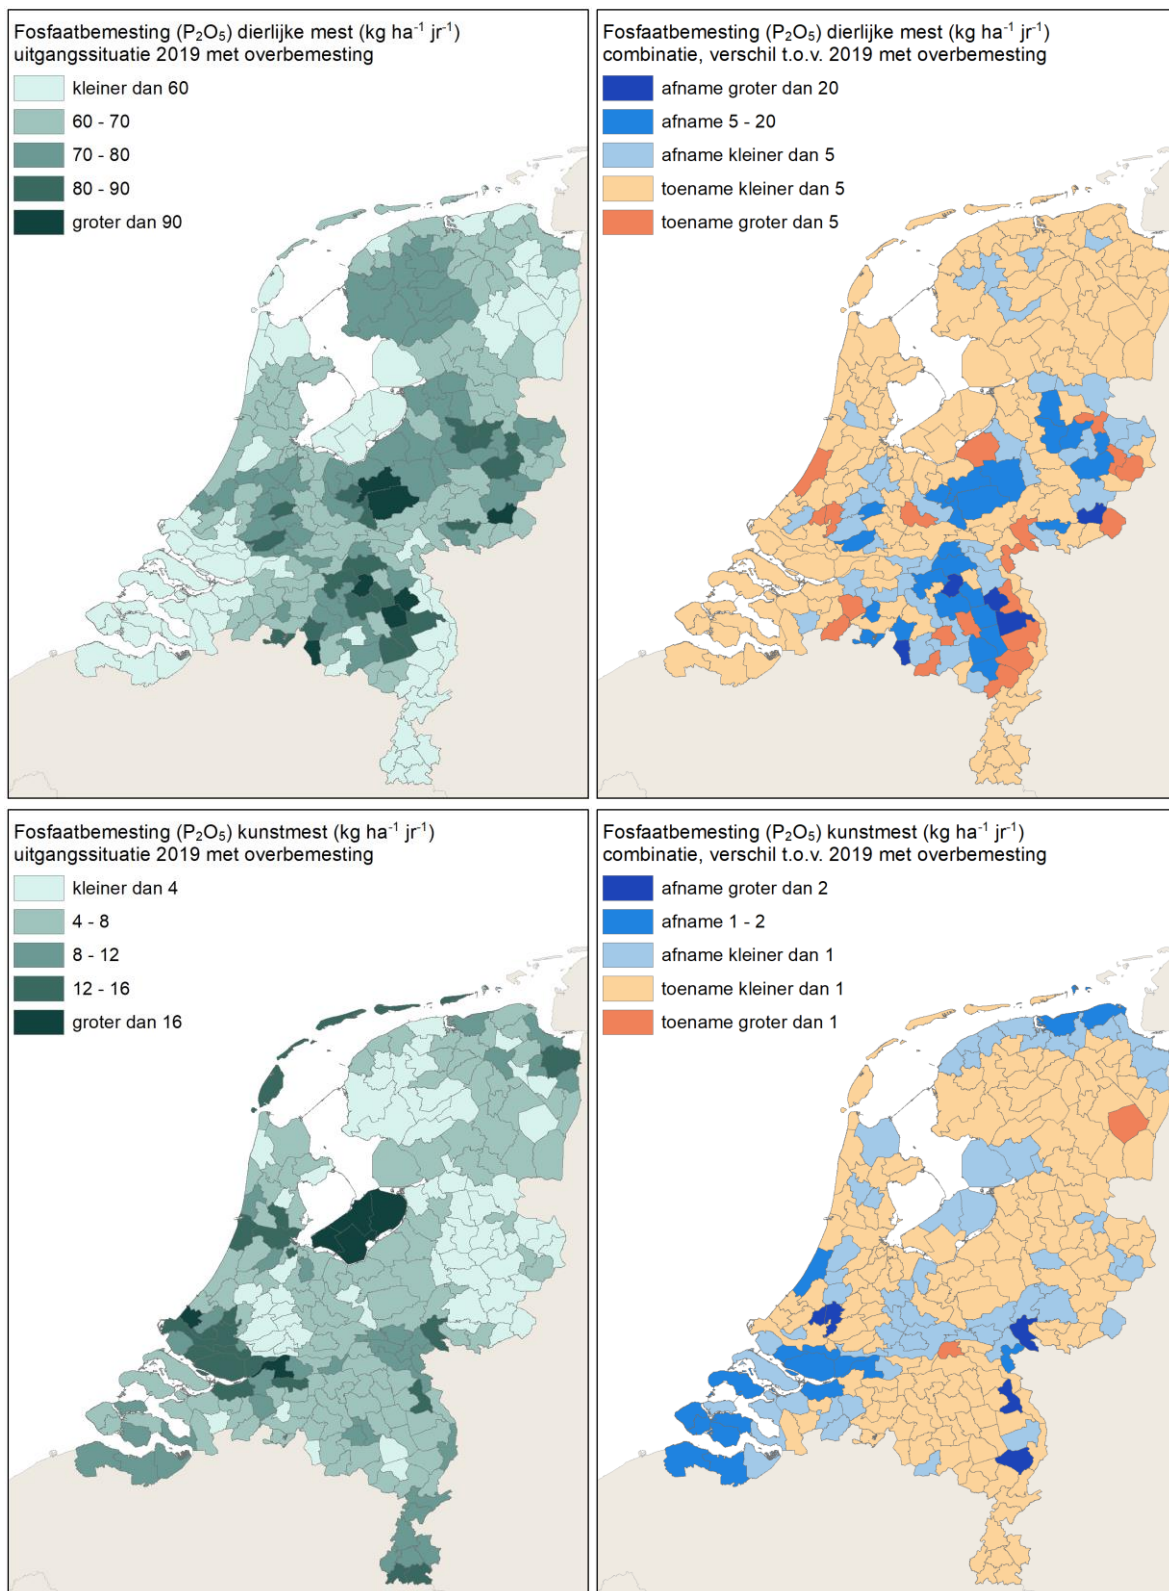 Fosfaatbemesting (P₂O₅) dierlijke mest (kg ha⁻¹ jr⁻¹)
uitgangssituatie 2019 met overbemesting
kleiner dan 60
60 - 70
70 - 80
80 - 90
groter dan 90
Fosfaatbemesting (P₂O₅) dierlijke mest (kg ha⁻¹ jr⁻¹)
combinatie, verschil t.o.v. 2019 met overbemesting
afname groter dan 20
afname 5 - 20
afname kleiner dan 5
toename kleiner dan 5
toename groter dan 5
Fosfaatbemesting (P₂O₅) kunstmest (kg ha⁻¹ jr⁻¹)
uitgangssituatie 2019 met overbemesting
kleiner dan 4
4 - 8
8 - 12
12 - 16
groter dan 16
Fosfaatbemesting (P₂O₅) kunstmest (kg ha⁻¹ jr⁻¹)
combinatie, verschil t.o.v. 2019 met overbemesting
afname groter dan 2
afname 1 - 2
afname kleiner dan 1
toename kleiner dan 1
toename groter dan 1